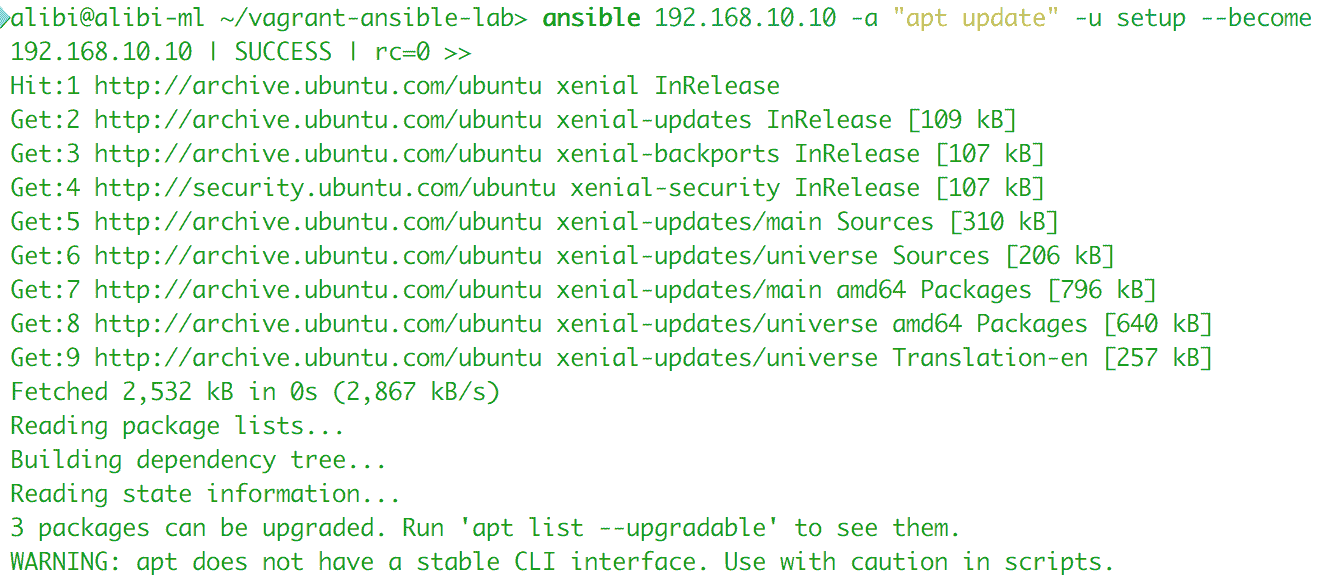 alibi@alibi-ml ~/vagrant-ansible-lab> ansible 192.168.10.10 -a "apt update" -u setup --become
192.168.10.10 | SUCCESS | rc=0 >>
Hit:1 http://archive.ubuntu.com/ubuntu xenial InRelease
Get:2 http://archive.ubuntu.com/ubuntu xenial-updates InRelease [109 kB]
Get:3 http://archive.ubuntu.com/ubuntu xenial-backports InRelease [107 kB]
Get:4 http://security.ubuntu.com/ubuntu xenial-security InRelease [107 kB]
Get:5 http://archive.ubuntu.com/ubuntu xenial-updates/main Sources [310 kB]
Get:6 http://archive.ubuntu.com/ubuntu xenial-updates/universe Sources [206 kB]
Get:7 http://archive.ubuntu.com/ubuntu xenial-updates/main amd64 Packages [796 kB]
Get:8 http://archive.ubuntu.com/ubuntu xenial-updates/universe amd64 Packages [640 kB]
Get:9 http://archive.ubuntu.com/ubuntu xenial-updates/universe Translation-en [257 kB]
Fetched 2,532 kB in 0s (2,867 kB/s)
Reading package lists...
Building dependency tree...
Reading state information...
3 packages can be upgraded. Run 'apt list --upgradable' to see them.
WARNING: apt does not have a stable CLI interface. Use with caution in scripts.